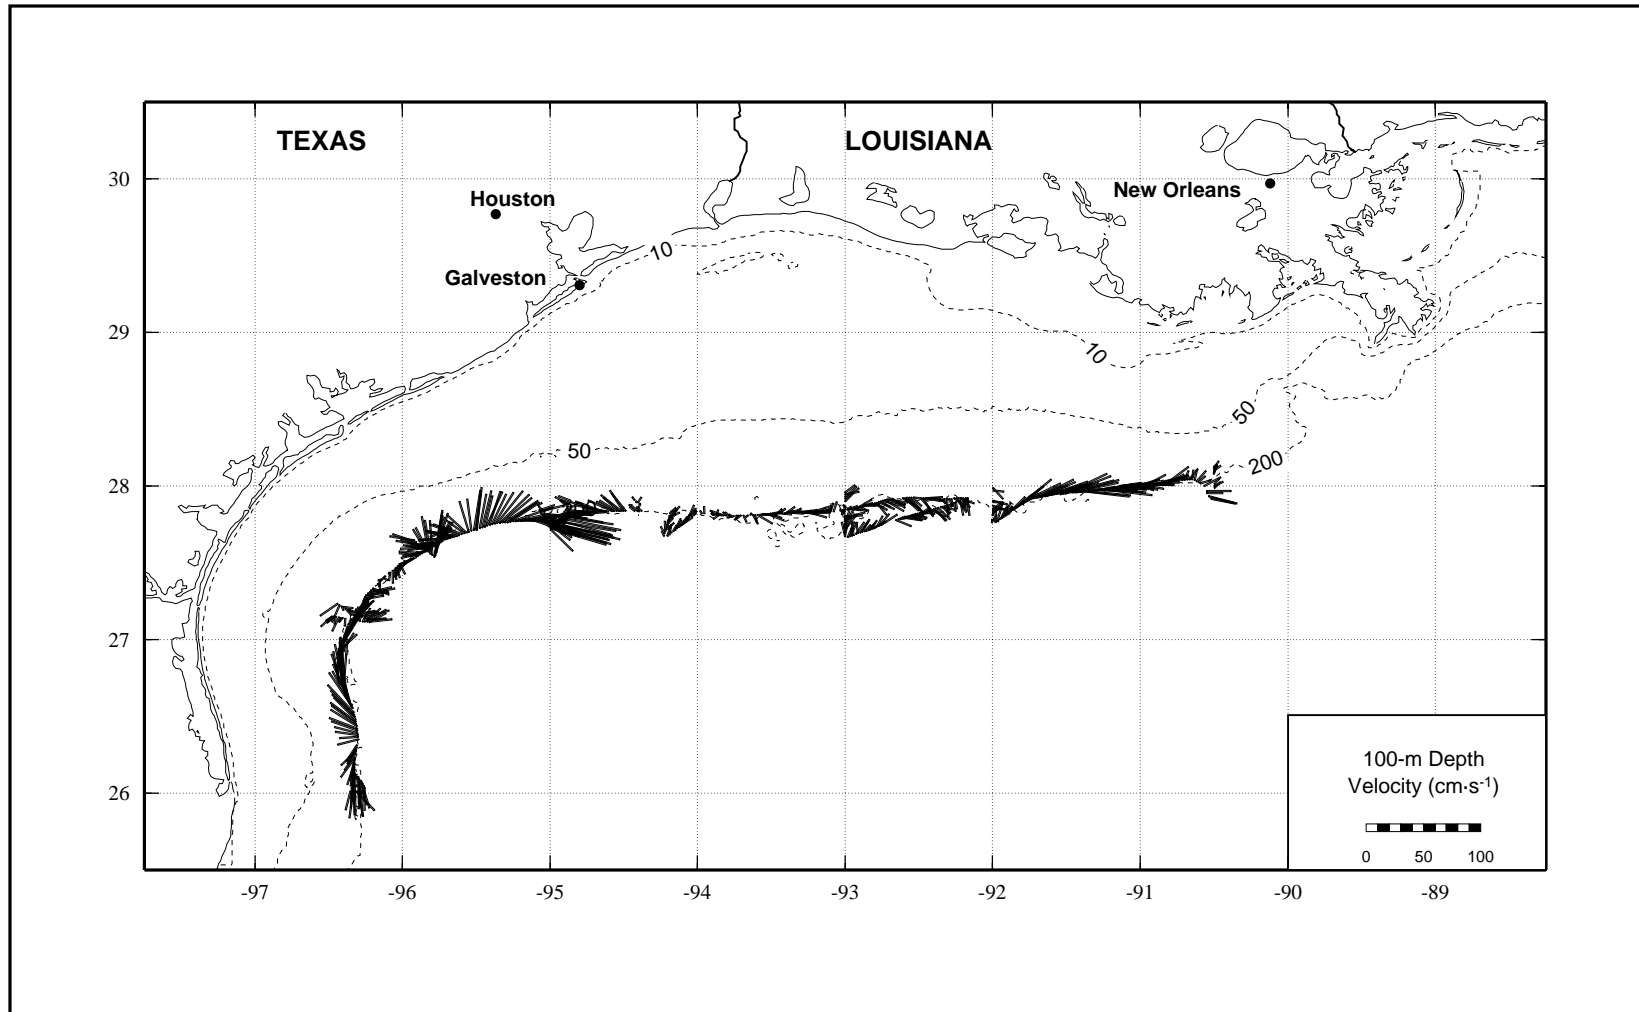 TEXAS
LOUISIANA
30
New Orleans
Houston
10
Galveston
29
10
50
50
200
28
27
100-m Depth
Velocity (cm·s⁻¹)
26
0 50 100
-97 -96 -95 -94 -93 -92 -91 -90 -89